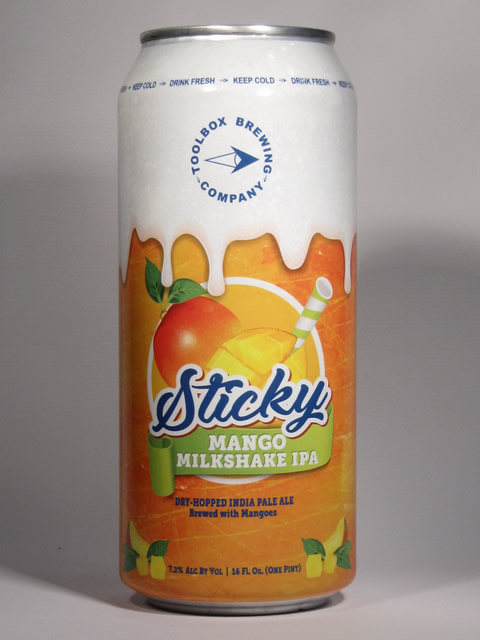 KEEP COLD → DRINK FRESH → KEEP COLD → DRINK FRESH → KEEP
TOOLBOX BREWING
COMPANY
Sticky
MANGO
MILKSHAKE IPA
DRY-HOPPED INDIA PALE ALE
Brewed with Mangoes
7.2% ALC BY VOL | 16 FL. OZ. (ONE PINT)